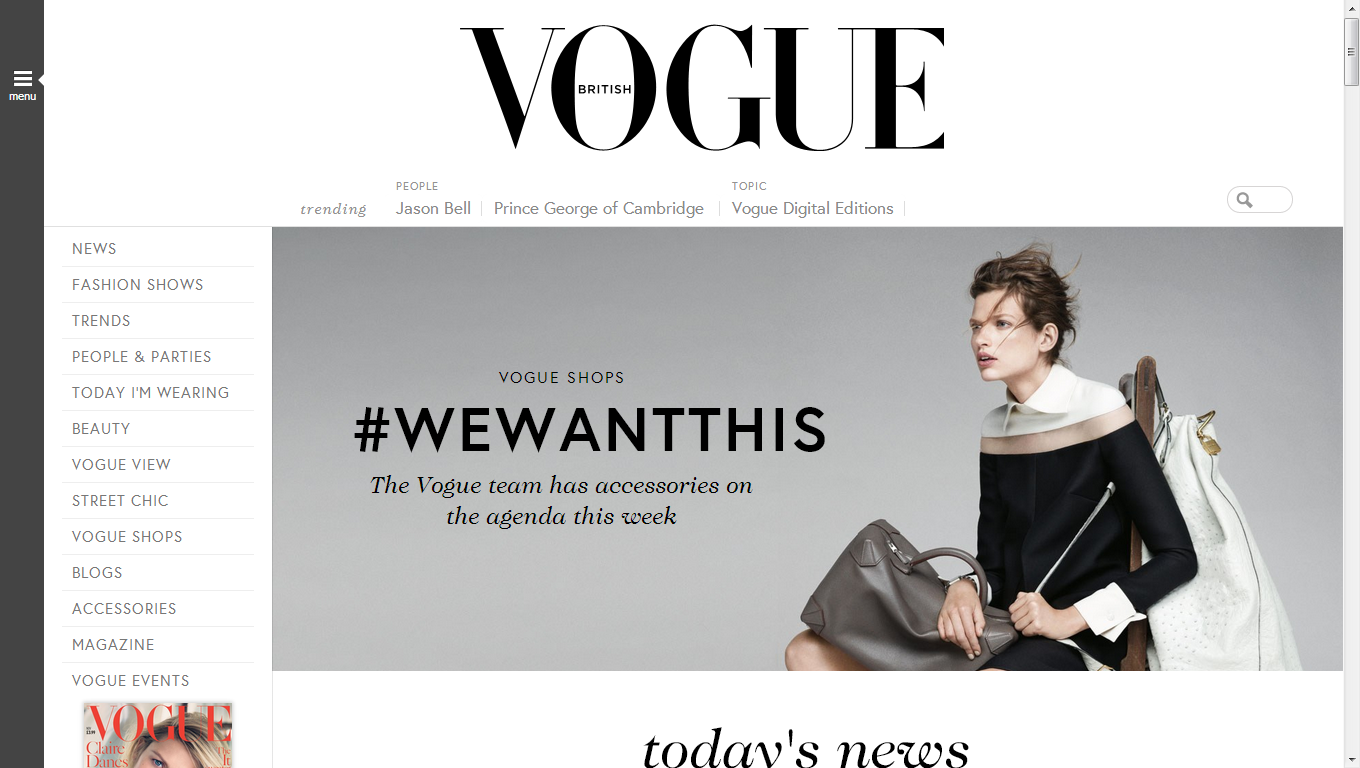 menu
VOGUE
BRITISH
trending
PEOPLE
Jason Bell
Prince George of Cambridge
TOPIC
Vogue Digital Editions
NEWS
FASHION SHOWS
TRENDS
PEOPLE & PARTIES
TODAY I'M WEARING
BEAUTY
VOGUE VIEW
STREET CHIC
VOGUE SHOPS
BLOGS
ACCESSORIES
MAGAZINE
VOGUE EVENTS
VOGUE SHOPS
#WEWANTTHIS
The Vogue team has accessories on
the agenda this week
VOGUE
Claire
Danes
The
It
today's news